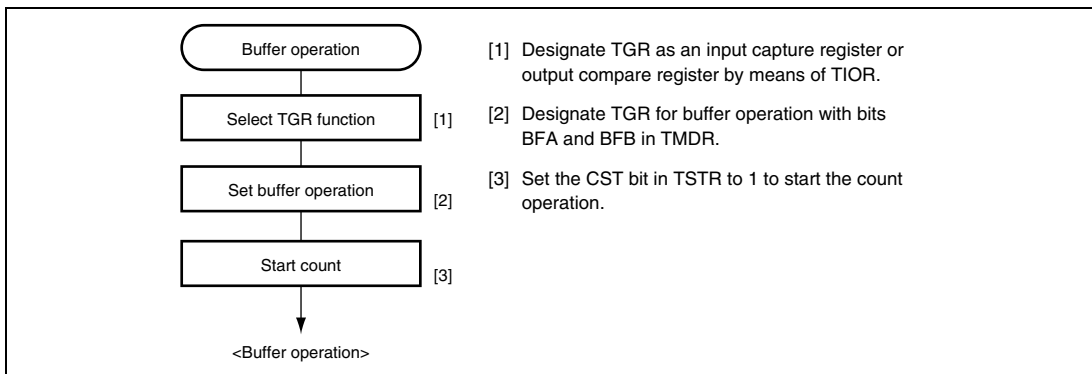 Buffer operation
Select TGR function [1]
Set buffer operation [2]
Start count [3]
<Buffer operation>
[1] Designate TGR as an input capture register or
output compare register by means of TIOR.
[2] Designate TGR for buffer operation with bits
BFA and BFB in TMDR.
[3] Set the CST bit in TSTR to 1 to start the count
operation.